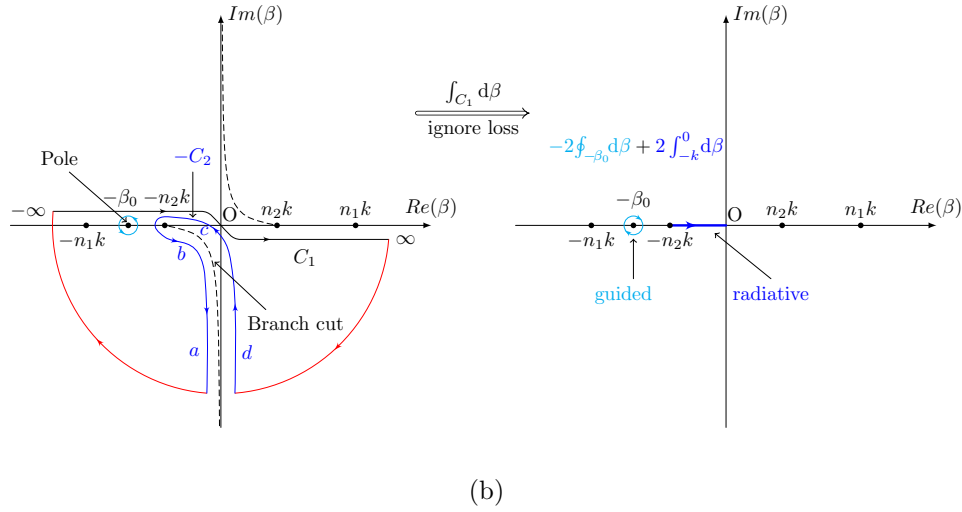 Im(β)
∫_{C_1} dβ
ignore loss
Pole
−C_2
−∞
−β_0
−n_2k
O
n_2k
n_1k
Re(β)
−n_1k
b
c
C_1
∞
Branch cut
a
d
Im(β)
−2∮_{−β_0}dβ + 2∫_{−k}^{0}dβ
−β_0
O
n_2k
n_1k
Re(β)
−n_1k
−n_2k
guided
radiative
(b)